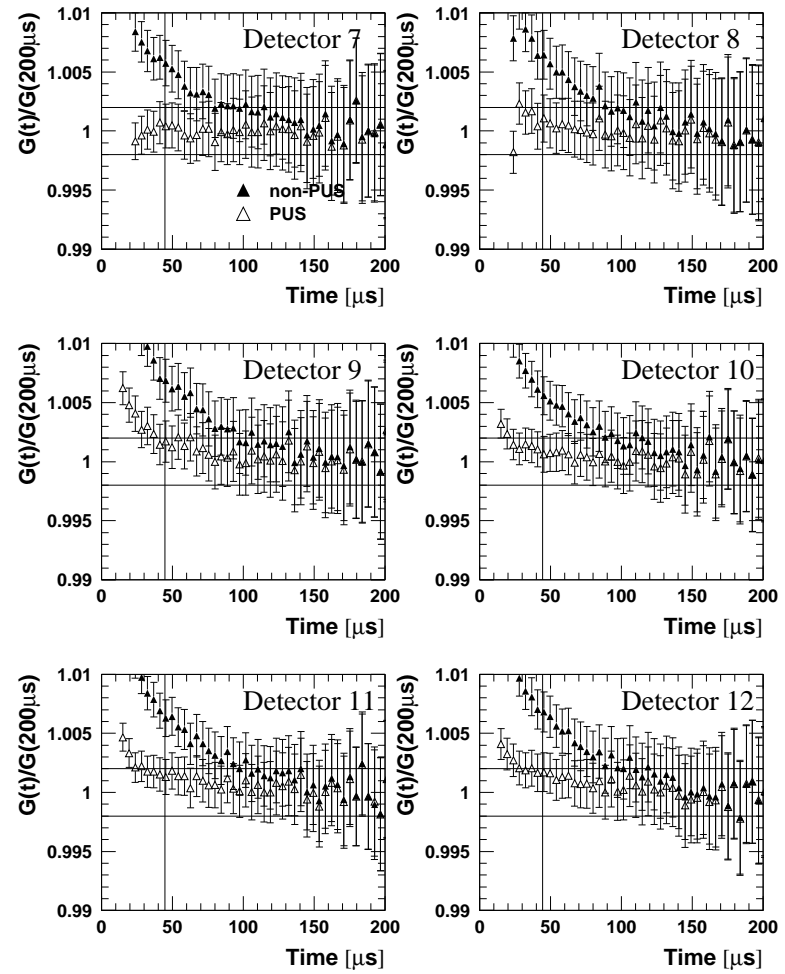 G(t)/G(200μs)
1.01
1.005
1
0.995
0.99
Detector 7
non-PUS
PUS
0 50 100 150 200
Time [μs]
G(t)/G(200μs)
1.01
1.005
1
0.995
0.99
Detector 8
0 50 100 150 200
Time [μs]
G(t)/G(200μs)
1.01
1.005
1
0.995
0.99
Detector 9
0 50 100 150 200
Time [μs]
G(t)/G(200μs)
1.01
1.005
1
0.995
0.99
Detector 10
0 50 100 150 200
Time [μs]
G(t)/G(200μs)
1.01
1.005
1
0.995
0.99
Detector 11
0 50 100 150 200
Time [μs]
G(t)/G(200μs)
1.01
1.005
1
0.995
0.99
Detector 12
0 50 100 150 200
Time [μs]